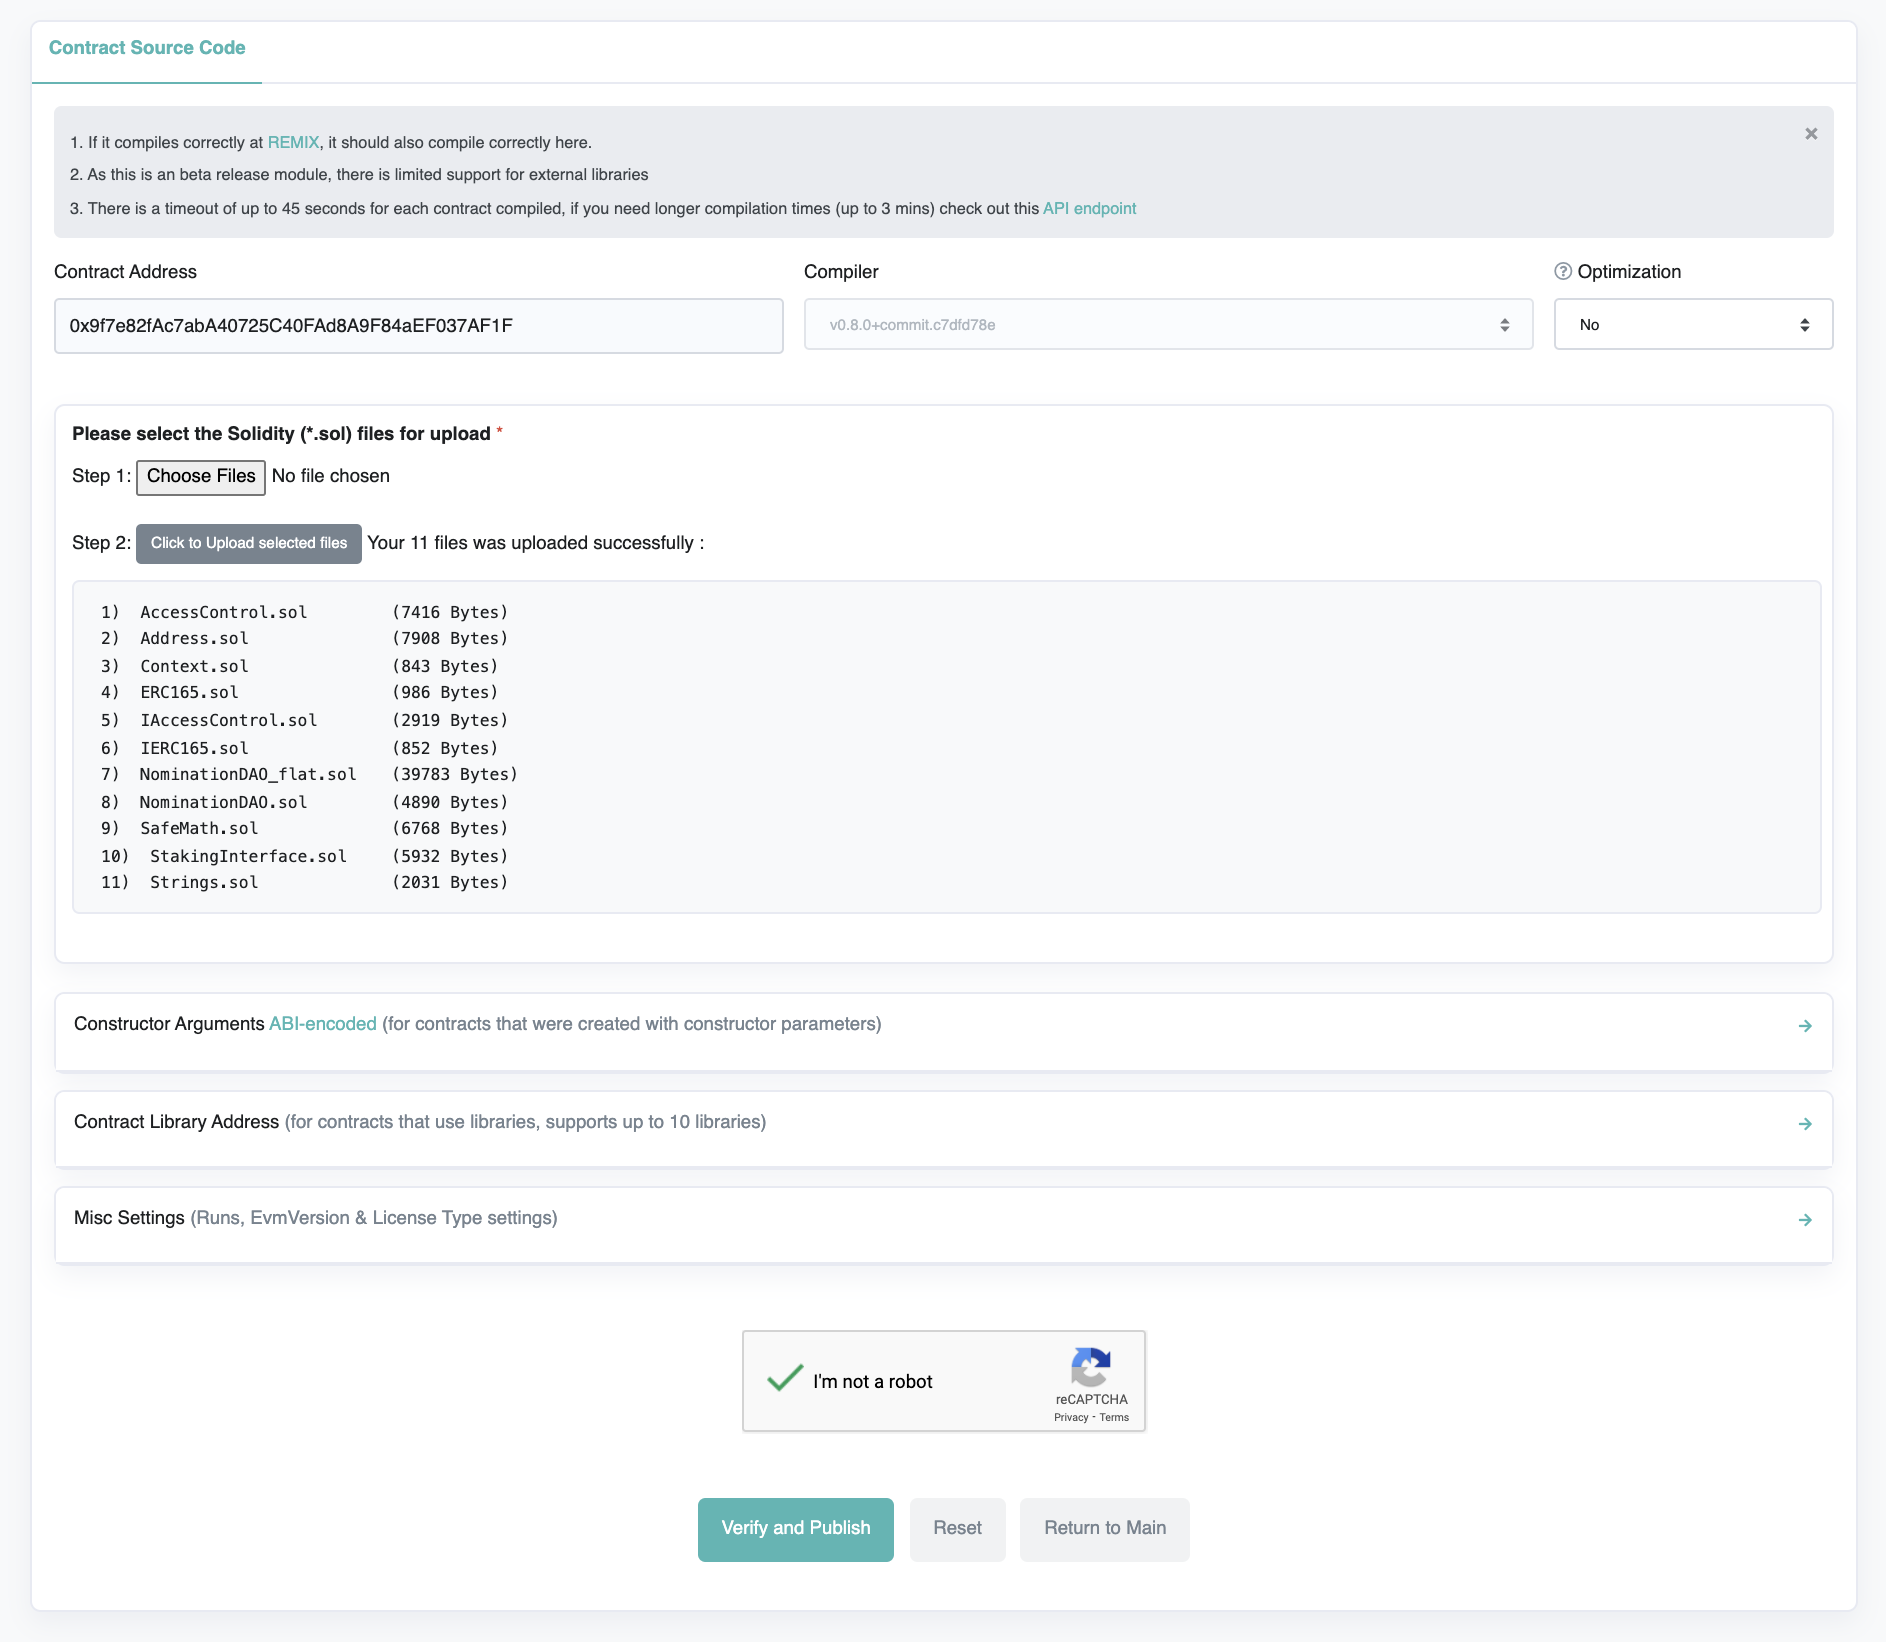 Contract Source Code
1. If it compiles correctly at REMIX, it should also compile correctly here.
2. As this is an beta release module, there is limited support for external libraries
3. There is a timeout of up to 45 seconds for each contract compiled, if you need longer compilation times (up to 3 mins) check out this API endpoint
Contract Address
Compiler
Optimization
0x9f7e82fAc7abA40725C40FAd8A9F84aEF037AF1F
v0.8.0+commit.c7dfd78e
No
Please select the Solidity (*.sol) files for upload *
Step 1: Choose Files No file chosen
Step 2: Click to Upload selected files Your 11 files was uploaded successfully :
1) AccessControl.sol (7416 Bytes)
2) Address.sol (7908 Bytes)
3) Context.sol (843 Bytes)
4) ERC165.sol (986 Bytes)
5) IAccessControl.sol (2919 Bytes)
6) IERC165.sol (852 Bytes)
7) NominationDAO_flat.sol (39783 Bytes)
8) NominationDAO.sol (4890 Bytes)
9) SafeMath.sol (6768 Bytes)
10) StakingInterface.sol (5932 Bytes)
11) Strings.sol (2031 Bytes)
Constructor Arguments ABI-encoded (for contracts that were created with constructor parameters)
Contract Library Address (for contracts that use libraries, supports up to 10 libraries)
Misc Settings (Runs, EvmVersion & License Type settings)
I'm not a robot
reCAPTCHA
Privacy - Terms
Verify and Publish
Reset
Return to Main